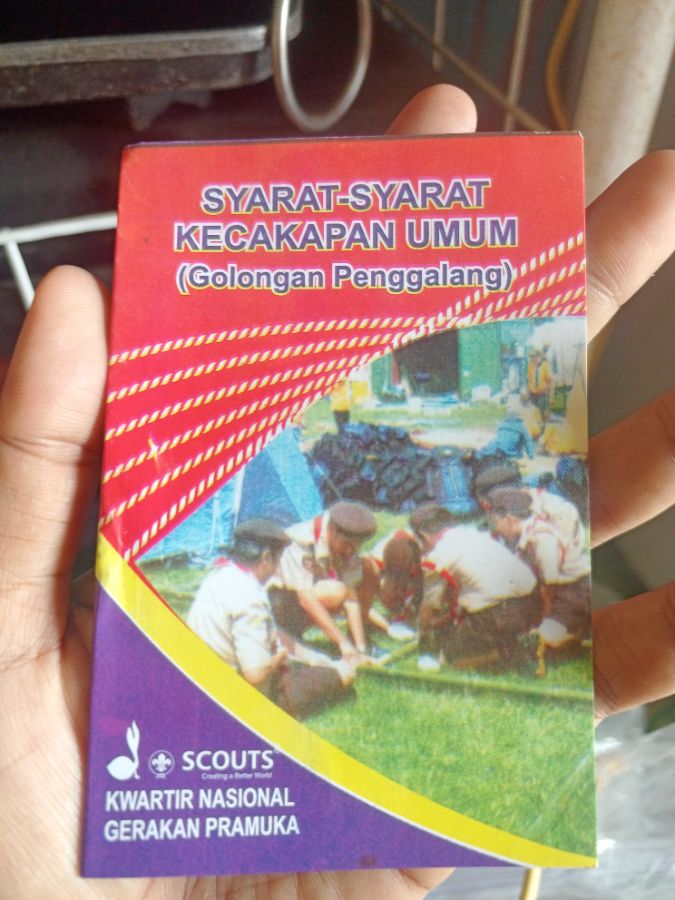 SYARAT-SYARAT
KECAKAPAN UMUM
(Golongan Penggalang)
SCOUTS®
Creating a Better World
KWARTIR NASIONAL
GERAKAN PRAMUKA